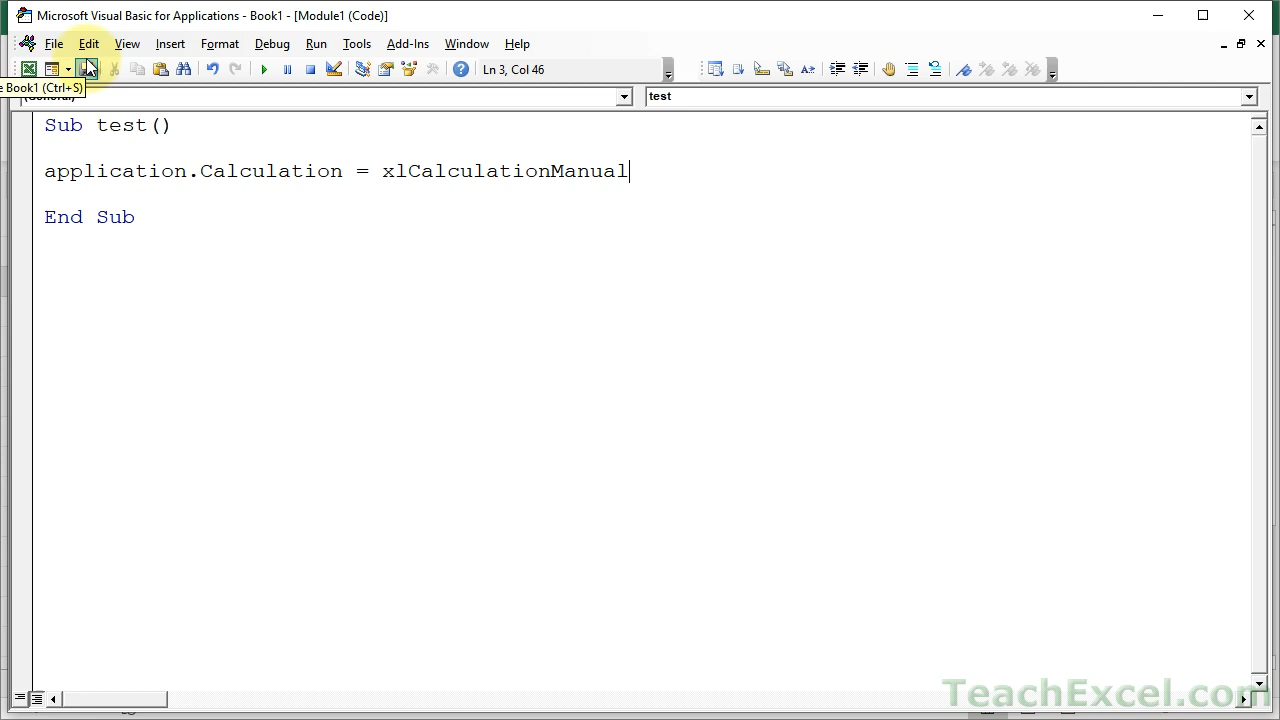 Microsoft Visual Basic for Applications - Book1 - [Module1 (Code)]
File Edit View Insert Format Debug Run Tools Add-Ins Window Help
Ln 3, Col 46
Book1 (Ctrl+S)
test
Sub test()
application.Calculation = xlCalculationManual
End Sub
TeachExcel.com